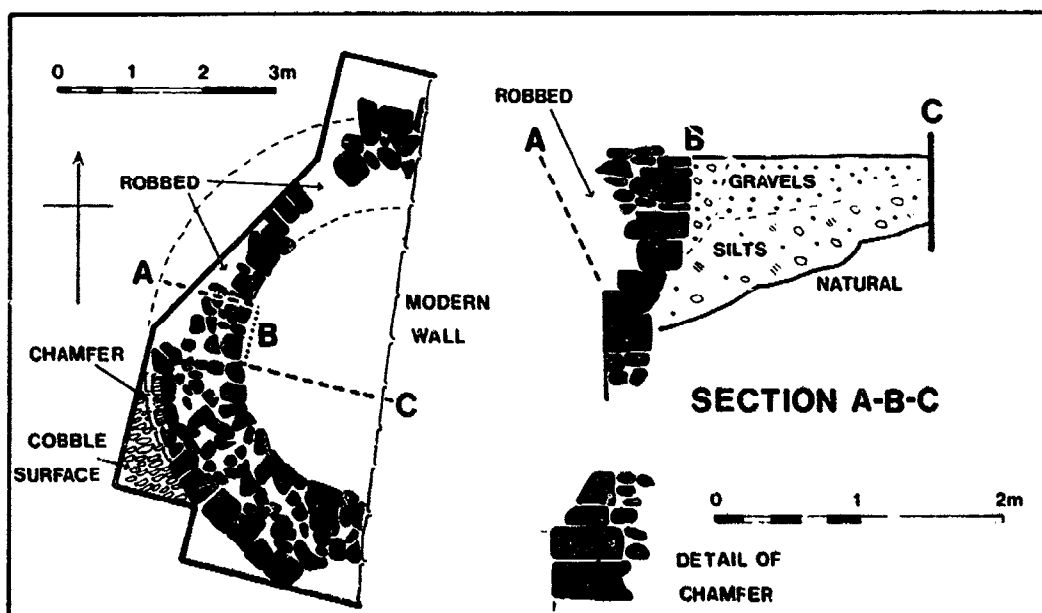 0 1 2 3m
ROBBED
A
B
C
MODERN
WALL
CHAMFER
COBBLE
SURFACE
ROBBED
A
B
C
GRAVELS
SILTS
NATURAL
SECTION A-B-C
0 1 2m
DETAIL OF
CHAMFER